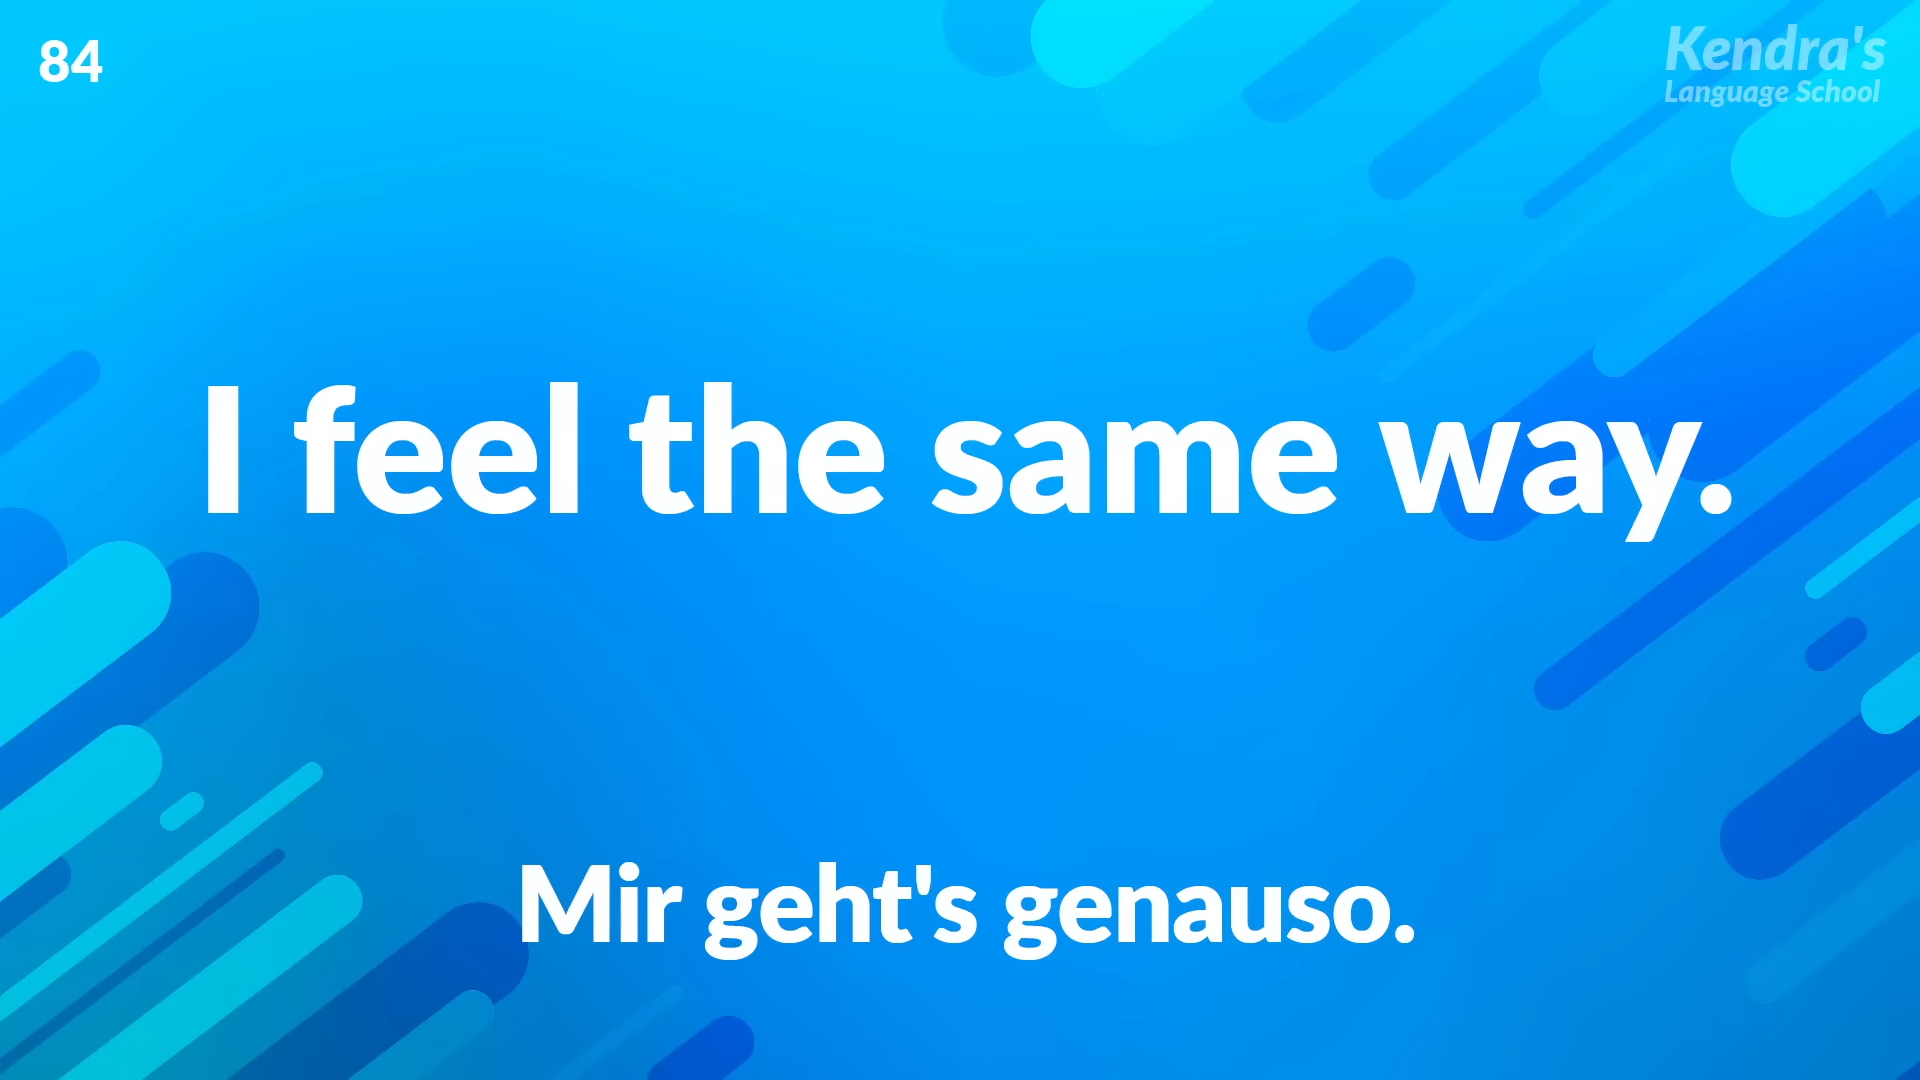 84
Kendra's
Language School
I feel the same way.
Mir geht's genauso.